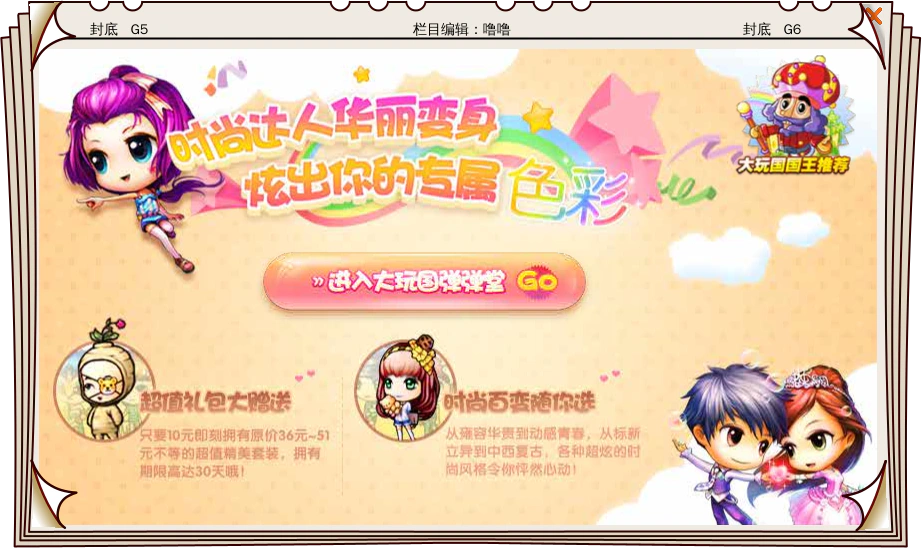 封底 G5
栏目编辑：噜噜
封底 G6
时尚达人华丽变身
炫出你的专属色彩
大玩国国王推荐
»进入大玩国弹弹堂 Go
超值礼包大赠送
只要10元即刻拥有原价36元~51
元不等的超值精美套装，拥有
期限高达30天哦！
时尚百变随你选
从雍容华贵到动感青春，从标新
立异到中西复古，各种超炫的时
尚风格令你怦然心动！